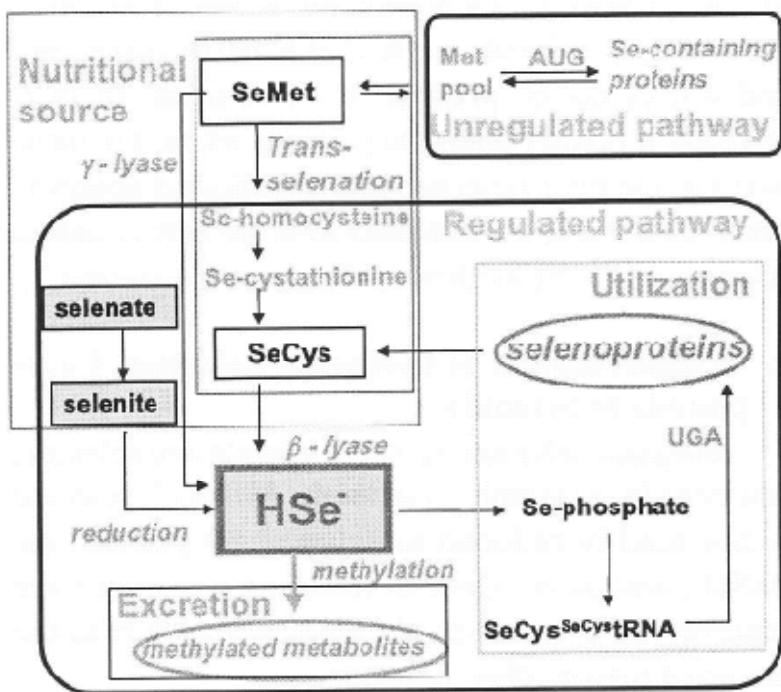 Nutritional
source
SeMet
Met
pool
AUG
Se-containing
proteins
Unregulated pathway
γ - lyase
Trans-
selenation
Se-homocysteine
Regulated pathway
Se-cystathionine
Utilization
selenate
SeCys
selenoproteins
selenite
UGA
β - lyase
HSe⁻
Se-phosphate
reduction
methylation
Excretion
methylated metabolites
SeCysSeCystRNA